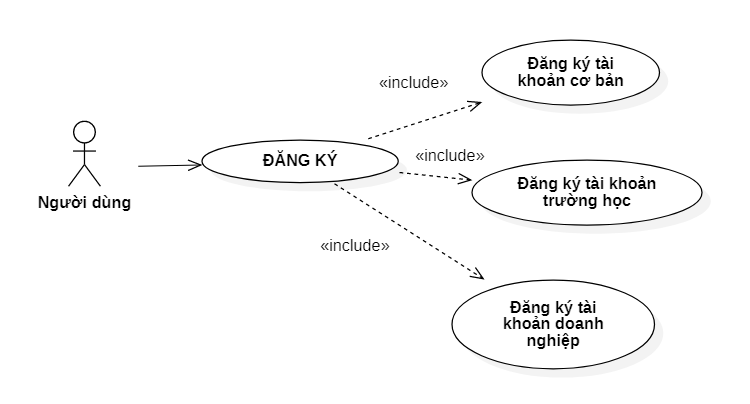 Đăng ký tài
khoản cơ bản
«include»
ĐĂNG KÝ
«include»
Đăng ký tài khoản
trường học
Người dùng
«include»
Đăng ký tài
khoản doanh
nghiệp